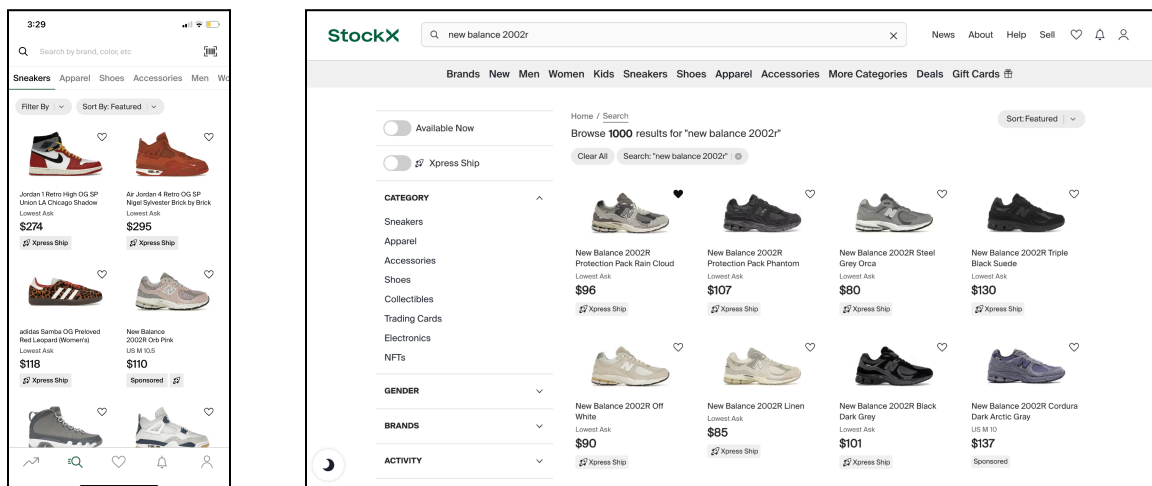 3:29
Search by brand, color, etc
Sneakers Apparel Shoes Accessories Men
Filter By Sort By: Featured
Jordan 1 Retro High OG SP
Union LA Chicago Shadow
Lowest Ask
$274
Xpress Ship
Air Jordan 4 Retro OG SP
Nigel Sylvester Brick by Brick
Lowest Ask
$295
Xpress Ship
adidas Samba OG Preloved
Red Leopard (Women's)
Lowest Ask
$118
Xpress Ship
New Balance
2002R Orb Pink
US M 10.5
$110
Sponsored
StockX
new balance 2002r
News About Help Sell
Brands New Men Women Kids Sneakers Shoes Apparel Accessories More Categories Deals Gift Cards
Available Now
Xpress Ship
CATEGORY
Sneakers
Apparel
Accessories
Shoes
Collectibles
Trading Cards
Electronics
NFTs
GENDER
BRANDS
ACTIVITY
Home / Search
Sort: Featured
Browse 1000 results for "new balance 2002r"
Clear All Search: "new balance 2002r"
New Balance 2002R
Protection Pack Rain Cloud
Lowest Ask
$96
Xpress Ship
New Balance 2002R
Protection Pack Phantom
Lowest Ask
$107
Xpress Ship
New Balance 2002R Steel
Grey Orca
Lowest Ask
$80
Xpress Ship
New Balance 2002R Triple
Black Suede
Lowest Ask
$130
Xpress Ship
New Balance 2002R Off
White
Lowest Ask
$90
Xpress Ship
New Balance 2002R Linen
Lowest Ask
$85
Xpress Ship
New Balance 2002R Black
Dark Grey
Lowest Ask
$101
Xpress Ship
New Balance 2002R Cordura
Dark Arctic Gray
US M 10
$137
Sponsored